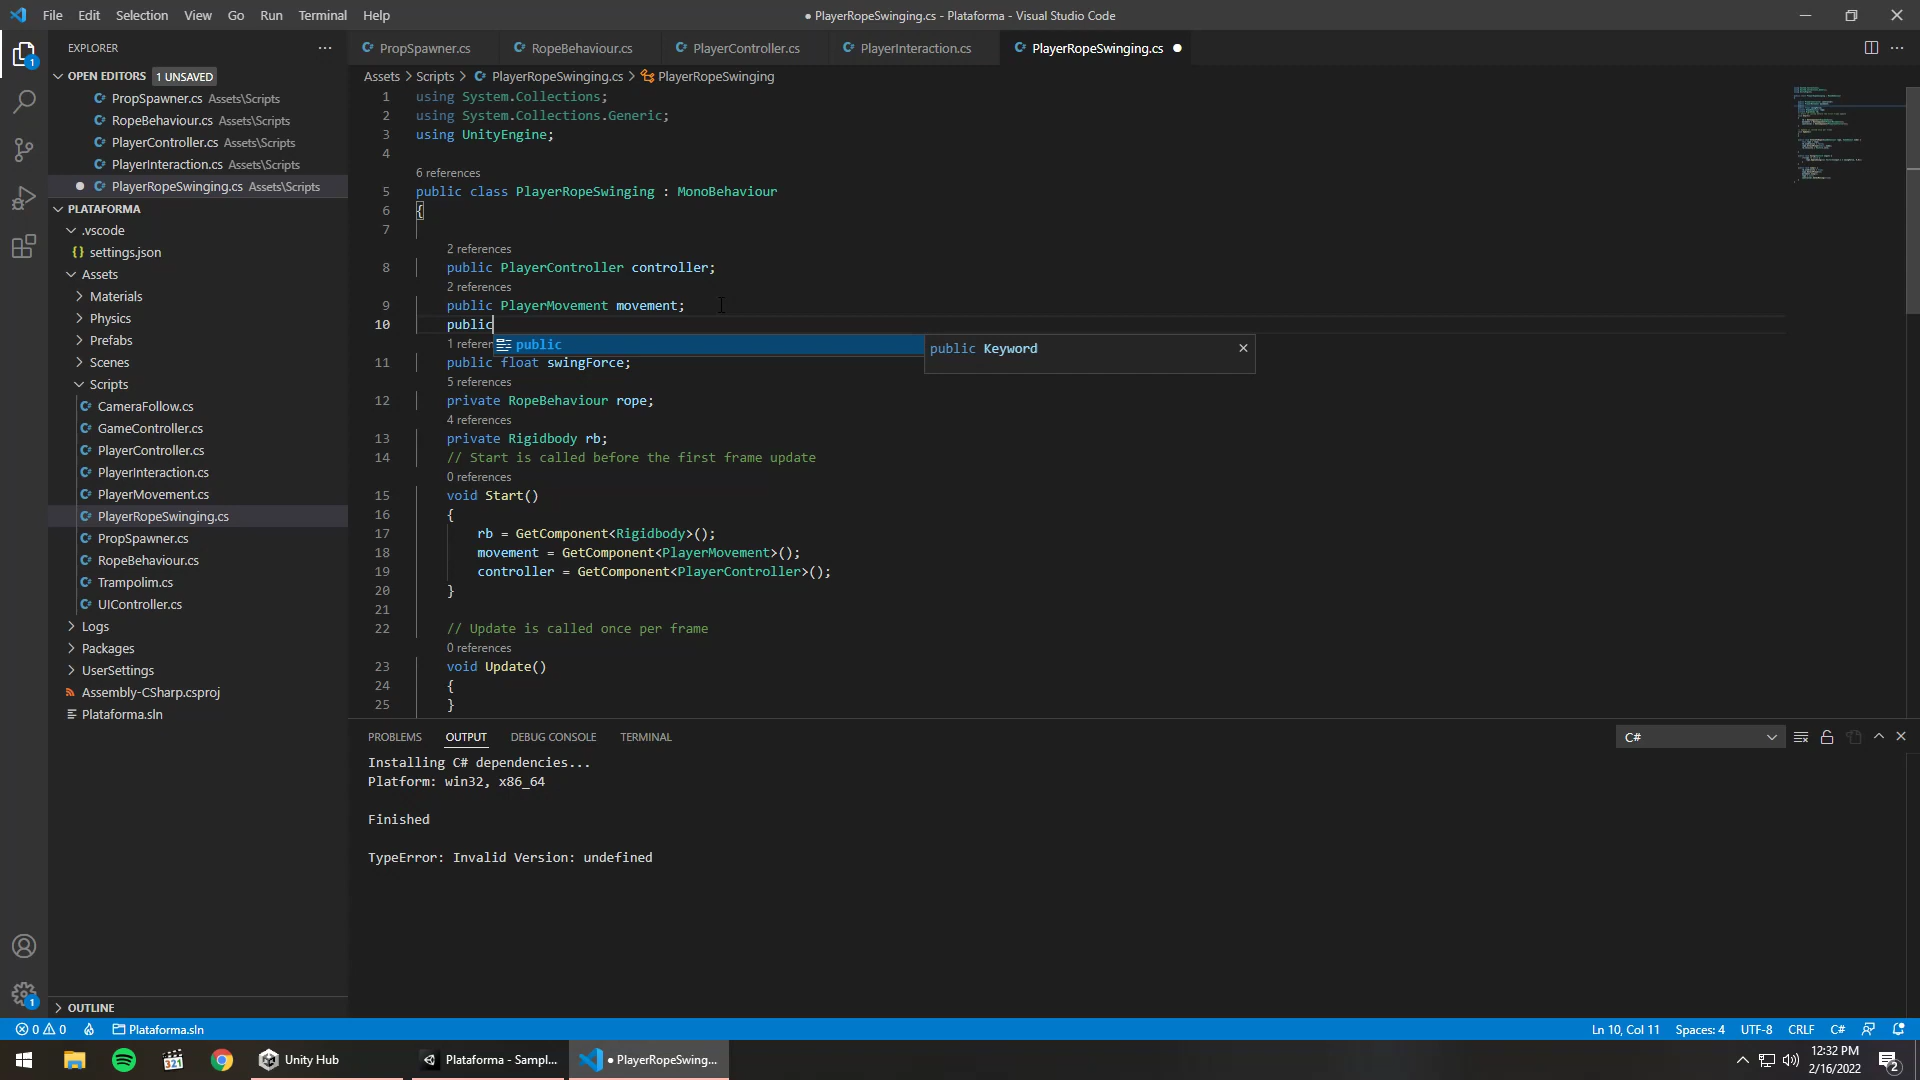 File Edit Selection View Go Run Terminal Help
● PlayerRopeSwinging.cs - Plataforma - Visual Studio Code
EXPLORER
OPEN EDITORS 1 UNSAVED
PropSpawner.cs Assets\Scripts
RopeBehaviour.cs Assets\Scripts
PlayerController.cs Assets\Scripts
PlayerInteraction.cs Assets\Scripts
PlayerRopeSwinging.cs Assets\Scripts
PLATAFORMA
.vscode
{} settings.json
Assets
Materials
Physics
Prefabs
Scenes
Scripts
CameraFollow.cs
GameController.cs
PlayerController.cs
PlayerInteraction.cs
PlayerMovement.cs
PlayerRopeSwinging.cs
PropSpawner.cs
RopeBehaviour.cs
Trampolim.cs
UIController.cs
Logs
Packages
UserSettings
Assembly-CSharp.csproj
Plataforma.sln
OUTLINE
PropSpawner.cs RopeBehaviour.cs PlayerController.cs PlayerInteraction.cs PlayerRopeSwinging.cs ●
Assets > Scripts > PlayerRopeSwinging.cs > PlayerRopeSwinging
1 using System.Collections;
2 using System.Collections.Generic;
3 using UnityEngine;
4
6 references
5 public class PlayerRopeSwinging : MonoBehaviour
6 {
7
2 references
8 public PlayerController controller;
2 references
9 public PlayerMovement movement;
10 public
1 referen
public
public Keyword
11 public float swingForce;
5 references
12 private RopeBehaviour rope;
4 references
13 private Rigidbody rb;
14 // Start is called before the first frame update
0 references
15 void Start()
16 {
17 rb = GetComponent<Rigidbody>();
18 movement = GetComponent<PlayerMovement>();
19 controller = GetComponent<PlayerController>();
20 }
21
22 // Update is called once per frame
0 references
23 void Update()
24 {
25 }
PROBLEMS OUTPUT DEBUG CONSOLE TERMINAL
C#
Installing C# dependencies...
Platform: win32, x86_64
Finished
TypeError: Invalid Version: undefined
0 0 Plataforma.sln
Ln 10, Col 11 Spaces: 4 UTF-8 CRLF C#
Unity Hub
Plataforma - Sampl...
● PlayerRopeSwing...
12:32 PM
2/16/2022
2
1
1
321